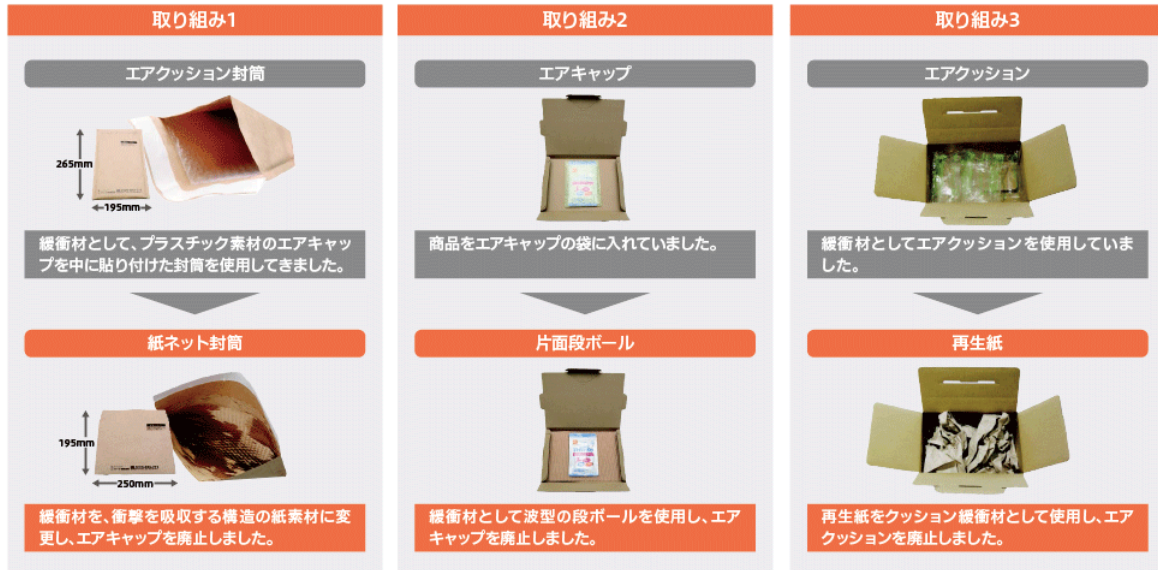 取り組み1
エアクッション封筒
265mm
195mm
緩衝材として、プラスチック素材のエアキャッ
プを中に貼り付けた封筒を使用してきました。
紙ネット封筒
195mm
250mm
緩衝材を、衝撃を吸収する構造の紙素材に変
更し、エアキャップを廃止しました。
取り組み2
エアキャップ
商品をエアキャップの袋に入れていました。
片面段ボール
緩衝材として波型の段ボールを使用し、エア
キャップを廃止しました。
取り組み3
エアクッション
緩衝材としてエアクッションを使用していま
した。
再生紙
再生紙をクッション緩衝材として使用し、エア
クッションを廃止しました。